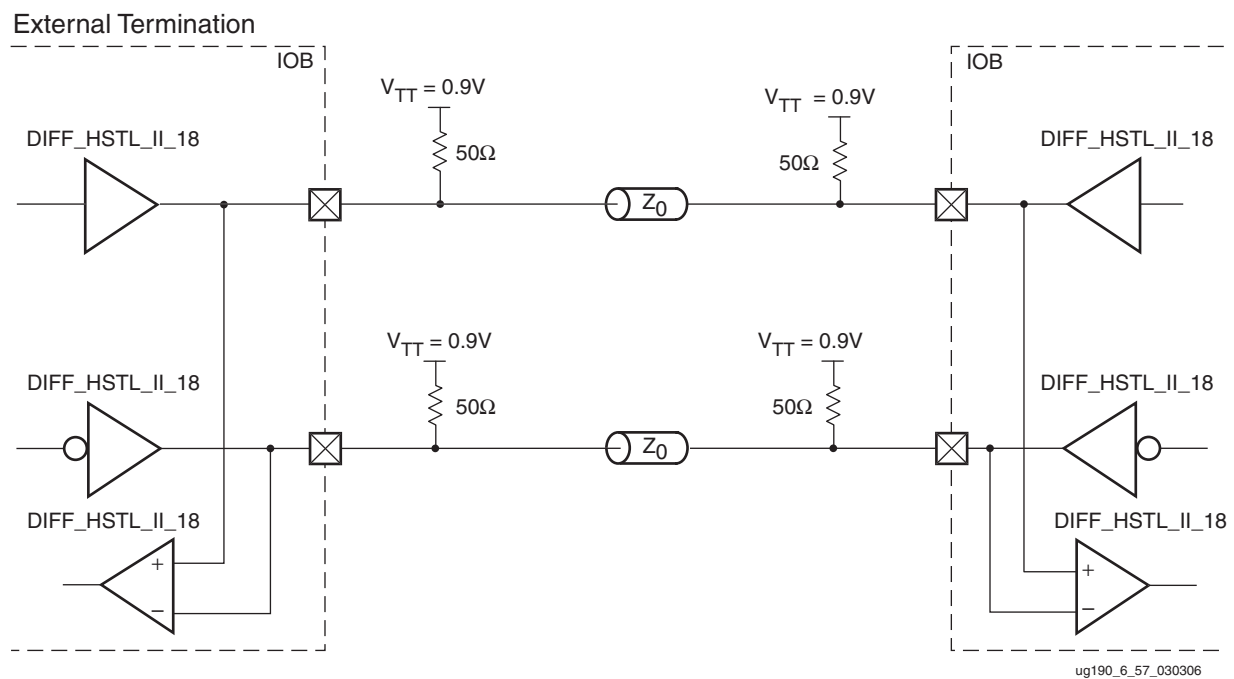 External Termination
IOB
IOB
V_TT = 0.9V
V_TT = 0.9V
DIFF_HSTL_II_18
DIFF_HSTL_II_18
50Ω
50Ω
Z_0
V_TT = 0.9V
V_TT = 0.9V
DIFF_HSTL_II_18
DIFF_HSTL_II_18
50Ω
50Ω
Z_0
DIFF_HSTL_II_18
DIFF_HSTL_II_18
+
+
−
−
ug190_6_57_030306